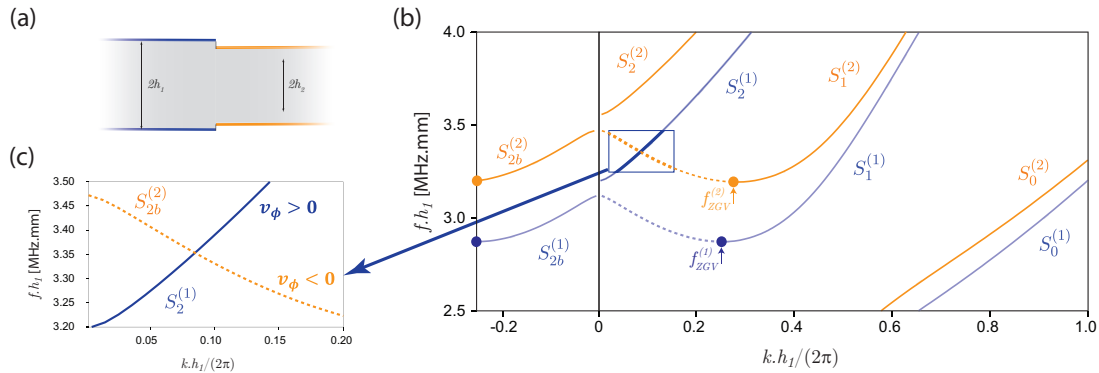 (a)
2h₁
2h₂
(c)
f.h₁ [MHz.mm]
3.50
3.45
3.40
3.35
3.30
3.25
3.20
S₂b⁽²⁾
v_ϕ > 0
v_ϕ < 0
S₂⁽¹⁾
0.05
0.10
0.15
0.20
k.h₁/(2π)
(b)
f.h₁ [MHz.mm]
4.0
3.5
3.0
2.5
S₂⁽²⁾
S₂⁽¹⁾
S₁⁽²⁾
S₂b⁽²⁾
S₁⁽¹⁾
f_ZGV⁽²⁾
S₂b⁽¹⁾
f_ZGV⁽¹⁾
S₀⁽²⁾
S₀⁽¹⁾
-0.2
0
0.2
0.4
0.6
0.8
1.0
k.h₁/(2π)